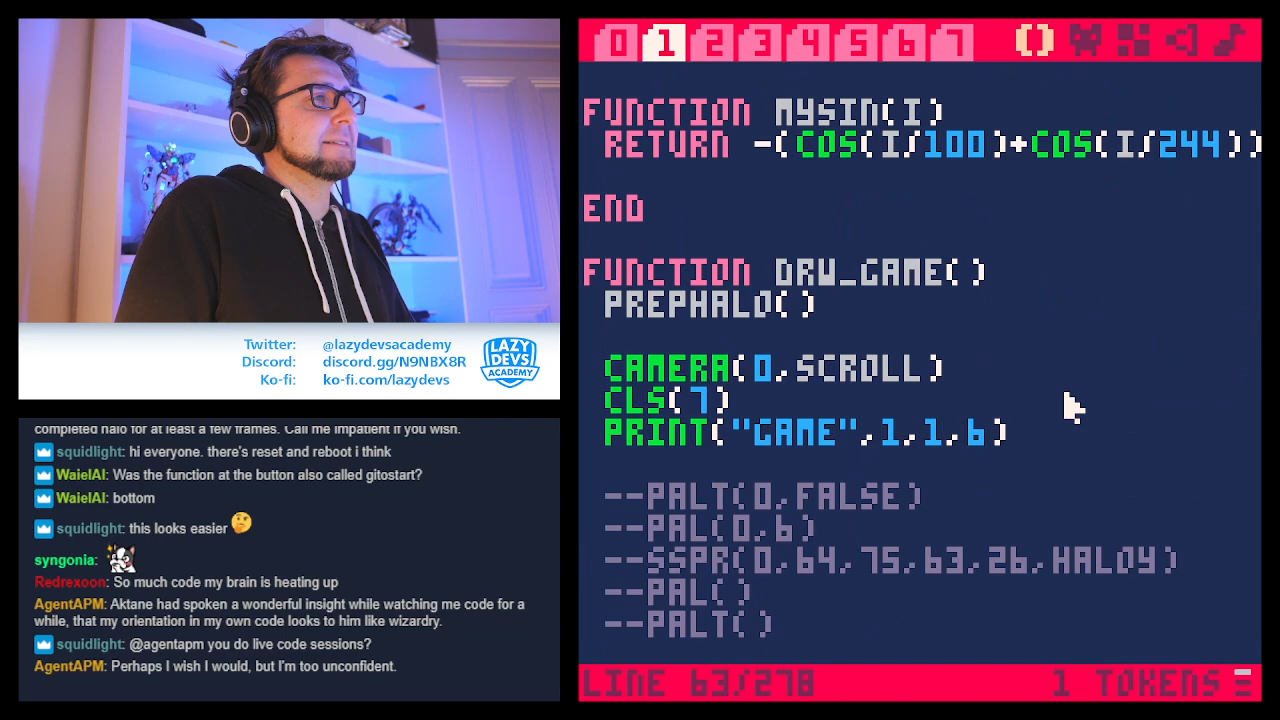 Twitter: @lazydevsacademy
Discord: discord.gg/N9NBX8R
Ko-fi: ko-fi.com/lazydevs
LAZY
DEVS
ACADEMY
completed halo for at least a few frames. Call me impatient if you wish.
squidlight: hi everyone. there's reset and reboot i think
WaielAl: Was the function at the button also called gitostart?
WaielAl: bottom
squidlight: this looks easier
syngonia:
Redrexoon: So much code my brain is heating up
AgentAPM: Aktane had spoken a wonderful insight while watching me code for a
while, that my orientation in my own code looks to him like wizardry.
squidlight: @agentapm you do live code sessions?
AgentAPM: Perhaps I wish I would, but I'm too unconfident.
0 1 2 3 4 5 6 7 ()
FUNCTION MYSIN(I)
RETURN -(COS(I/100)+COS(I/244))
END
FUNCTION DRW_GAME()
PREPHALO()
CAMERA(0,SCROLL)
CLS(7)
PRINT("GAME",1,1,6)
--PALT(0,FALSE)
--PAL(0,6)
--SSPR(0,64,75,63,26,HALOY)
--PAL()
--PALT()
LINE 63/278
1 TOKENS